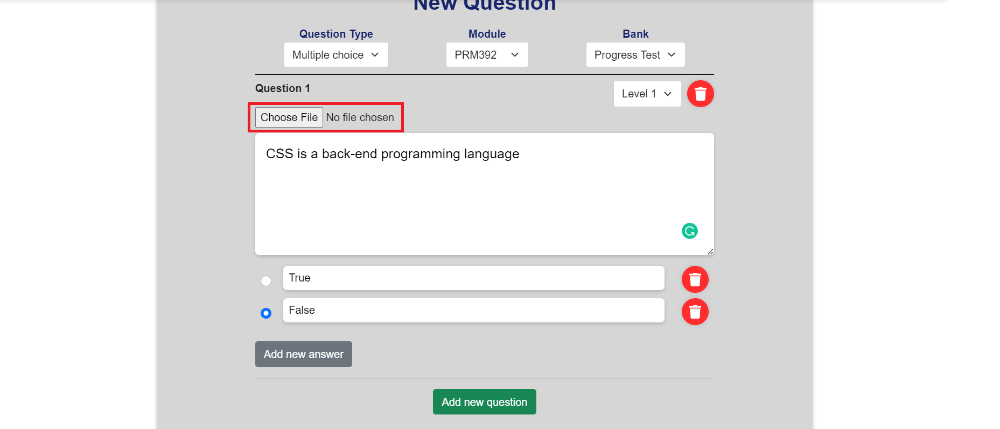 New Question
Question Type Module Bank
Multiple choice PRM392 Progress Test
Question 1
Level 1
Choose File No file chosen
CSS is a back-end programming language
True
False
Add new answer
Add new question